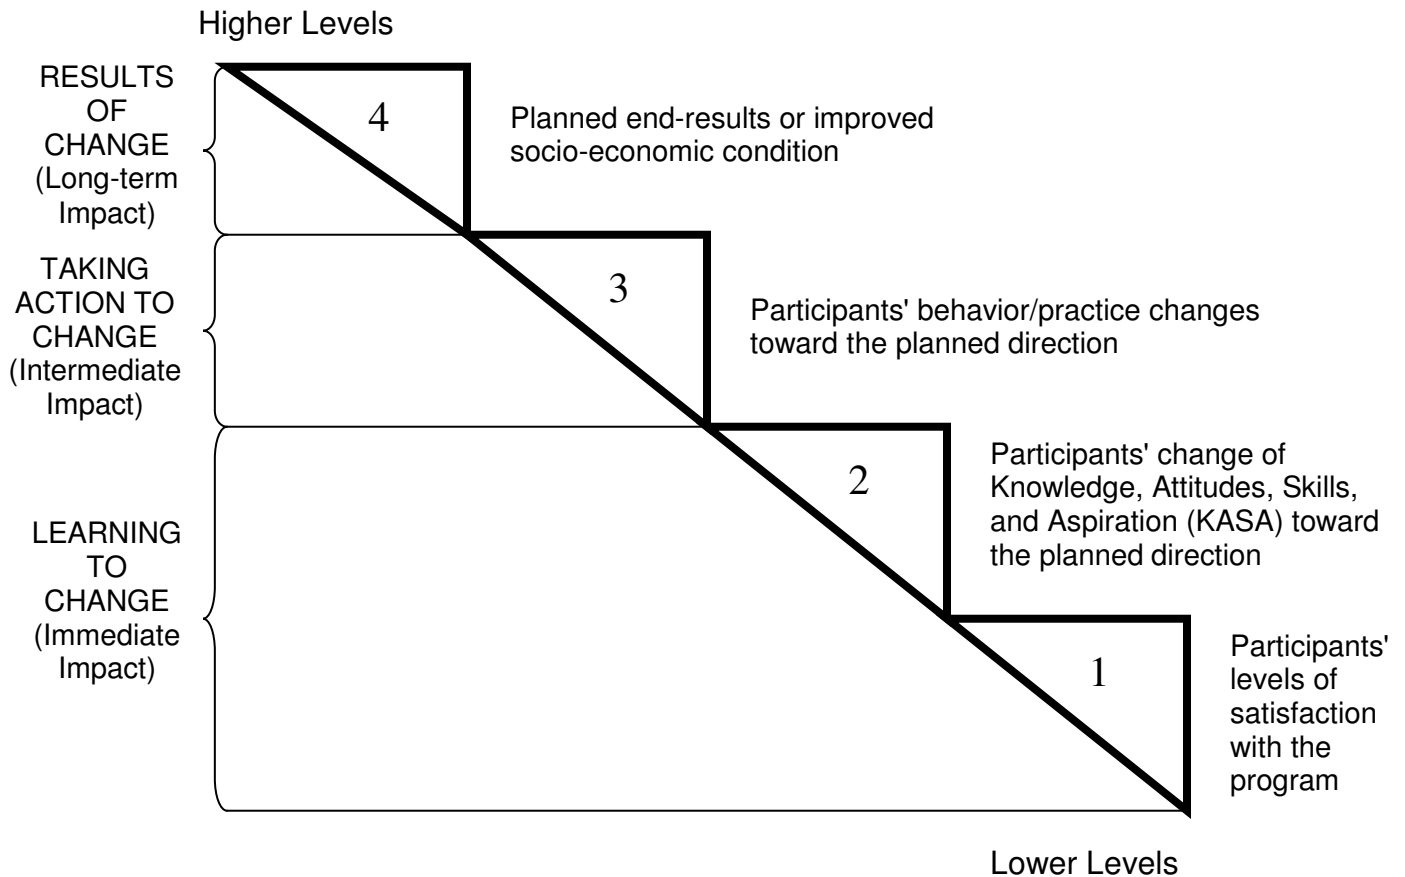 Higher Levels
RESULTS
OF
CHANGE
(Long-term
Impact)
4
Planned end-results or improved
socio-economic condition
TAKING
ACTION TO
CHANGE
(Intermediate
Impact)
3
Participants' behavior/practice changes
toward the planned direction
LEARNING
TO
CHANGE
(Immediate
Impact)
2
Participants' change of
Knowledge, Attitudes, Skills,
and Aspiration (KASA) toward
the planned direction
1
Participants'
levels of
satisfaction
with the
program
Lower Levels